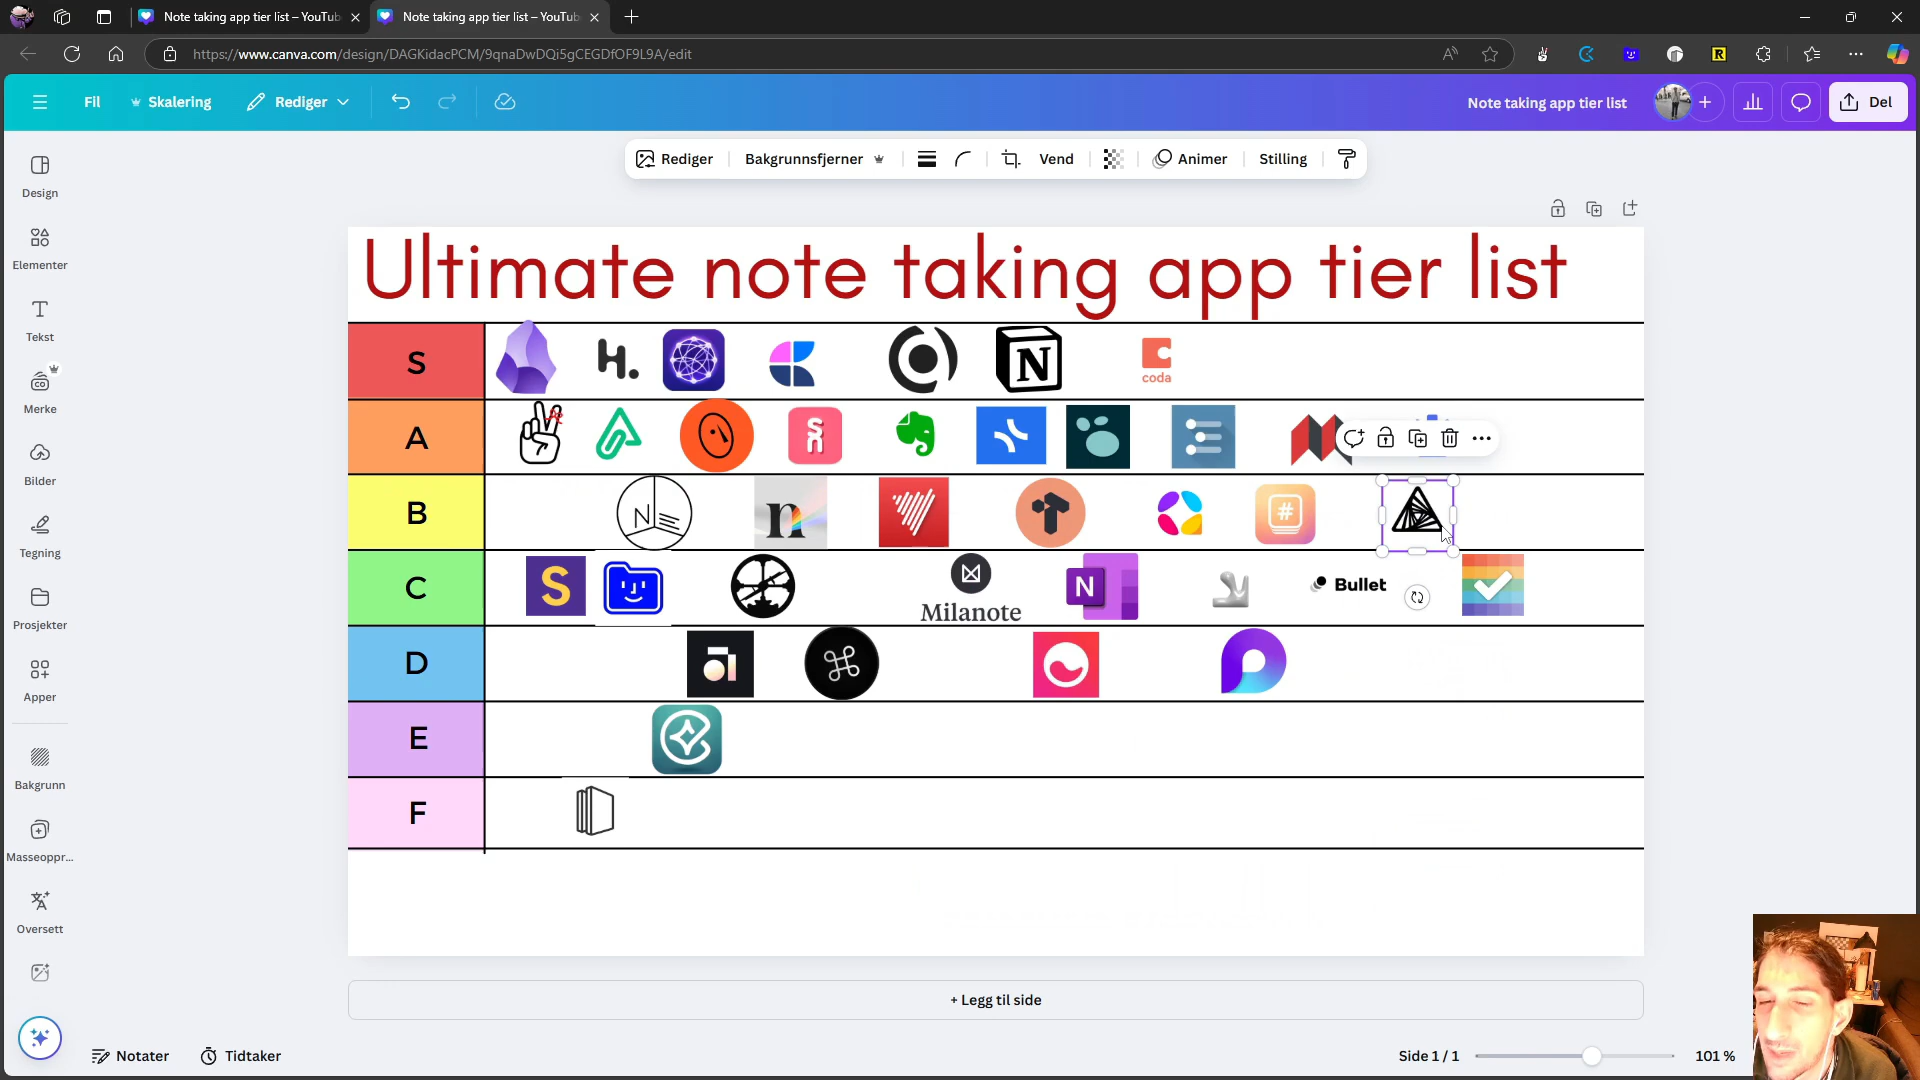 Note taking app tier list – YouTub
Note taking app tier list – YouTub
https://www.canva.com/design/DAGKidacPCM/9qnaDwDQi5gCEGDfOF9L9A/edit
Fil
Skalering
Rediger
Note taking app tier list
Del
Rediger
Bakgrunnsfjerner
Vend
Animer
Stilling
Design
Elementer
Tekst
Merke
Bilder
Tegning
Prosjekter
Apper
Bakgrunn
Masseoppr...
Oversett
Ultimate note taking app tier list
S
H.
N
coda
A
sn
B
N
n
#
C
S
Milanote
N
Bullet
D
E
F
+ Legg til side
Notater
Tidtaker
Side 1 / 1
101 %